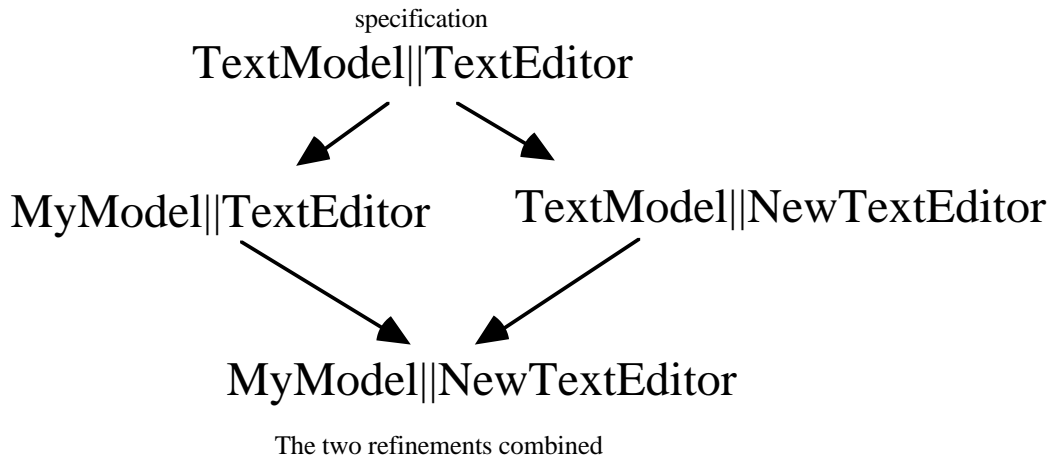 specification
TextModel||TextEditor
MyModel||TextEditor
TextModel||NewTextEditor
MyModel||NewTextEditor
The two refinements combined